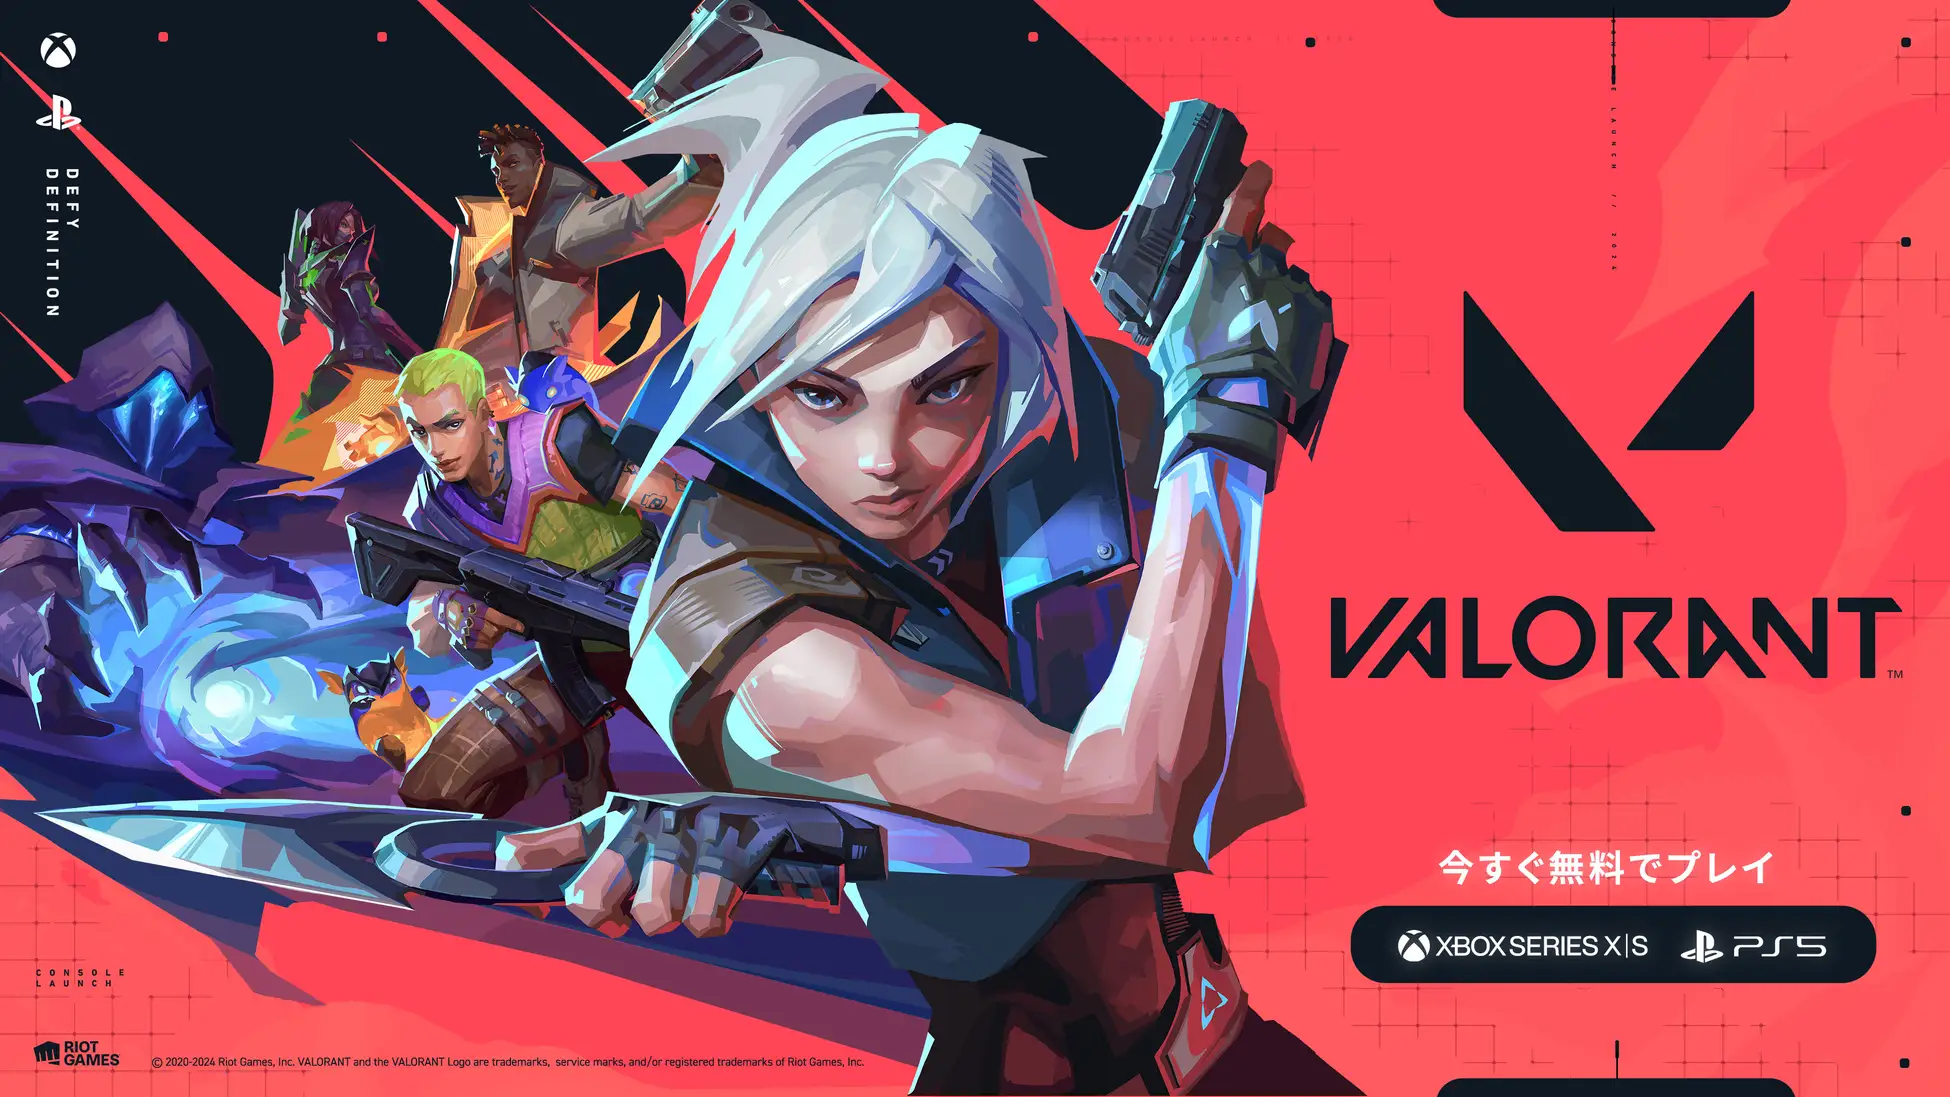 DEFY
DEFINITION
VALORANT™
今すぐ無料でプレイ
XBOX SERIES X|S PS5
CONSOLE
LAUNCH
RIOT
GAMES
© 2020-2024 Riot Games, Inc. VALORANT and the VALORANT Logo are trademarks, service marks, and/or registered trademarks of Riot Games, Inc.